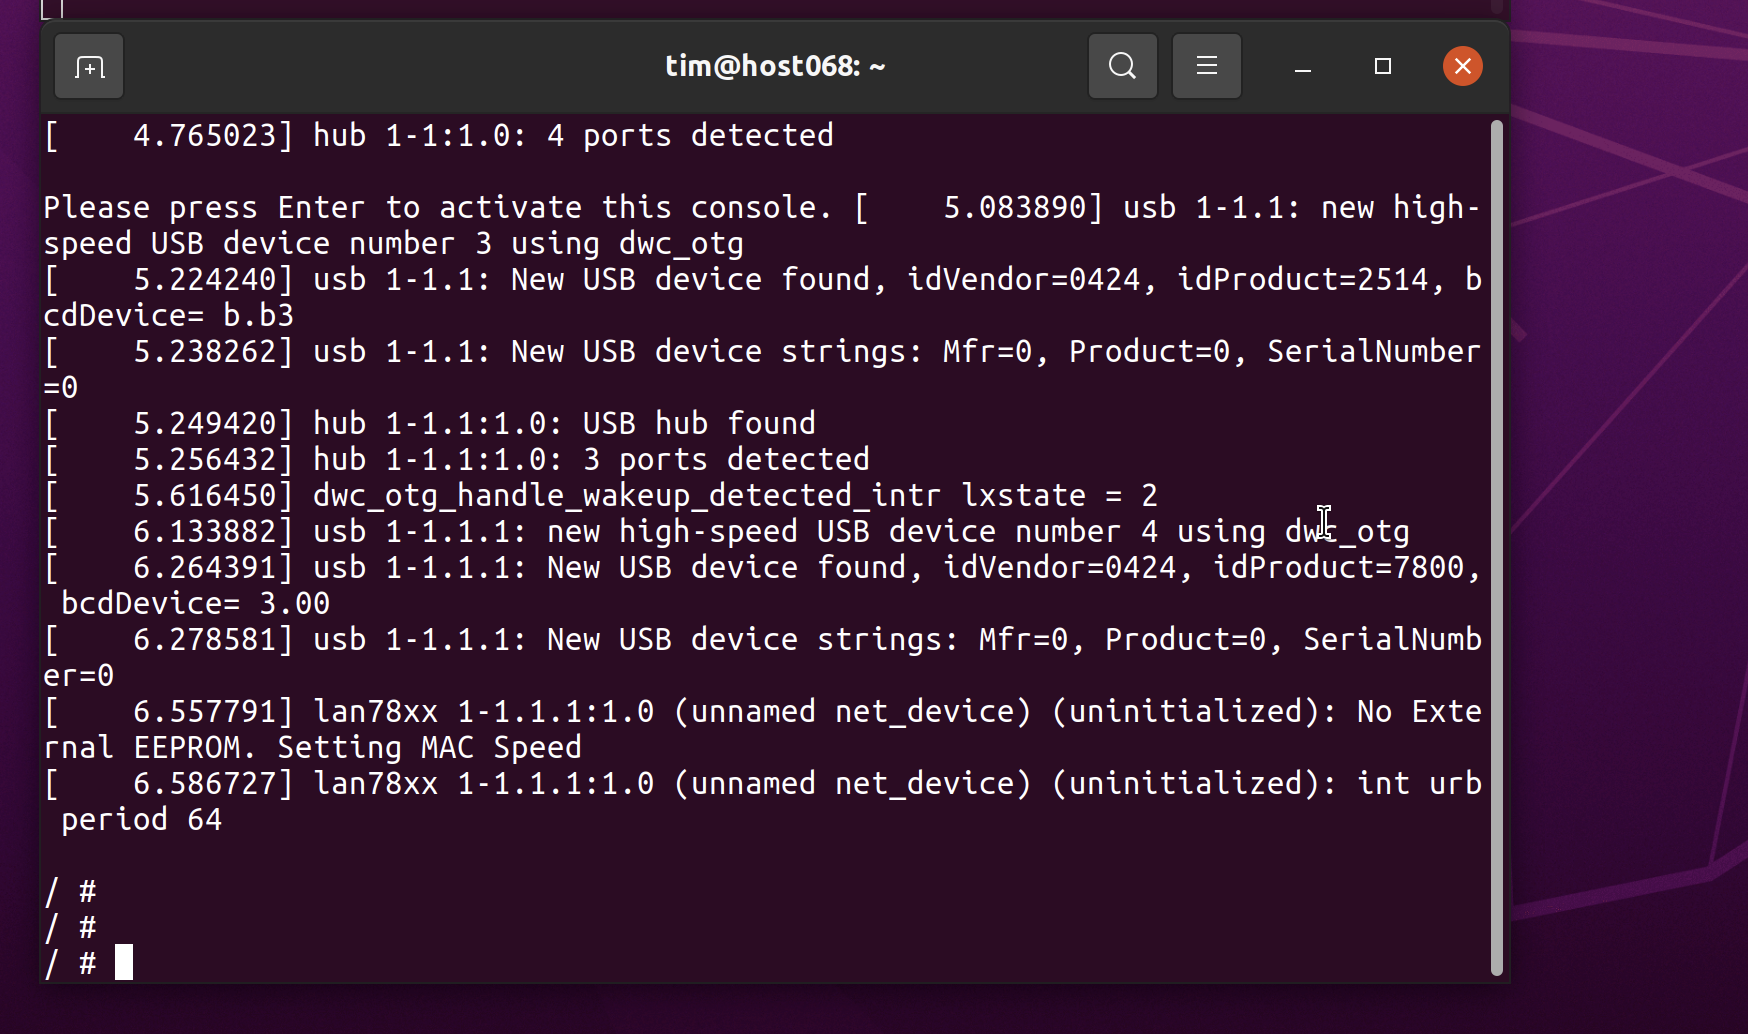 tim@host068: ~
[    4.765023] hub 1-1:1.0: 4 ports detected
Please press Enter to activate this console. [    5.083890] usb 1-1.1: new high-
speed USB device number 3 using dwc_otg
[    5.224240] usb 1-1.1: New USB device found, idVendor=0424, idProduct=2514, b
cdDevice= b.b3
[    5.238262] usb 1-1.1: New USB device strings: Mfr=0, Product=0, SerialNumber
=0
[    5.249420] hub 1-1.1:1.0: USB hub found
[    5.256432] hub 1-1.1:1.0: 3 ports detected
[    5.616450] dwc_otg_handle_wakeup_detected_intr lxstate = 2
[    6.133882] usb 1-1.1.1: new high-speed USB device number 4 using dwc_otg
[    6.264391] usb 1-1.1.1: New USB device found, idVendor=0424, idProduct=7800,
 bcdDevice= 3.00
[    6.278581] usb 1-1.1.1: New USB device strings: Mfr=0, Product=0, SerialNumb
er=0
[    6.557791] lan78xx 1-1.1.1:1.0 (unnamed net_device) (uninitialized): No Exte
rnal EEPROM. Setting MAC Speed
[    6.586727] lan78xx 1-1.1.1:1.0 (unnamed net_device) (uninitialized): int urb
 period 64
/ #
/ #
/ #